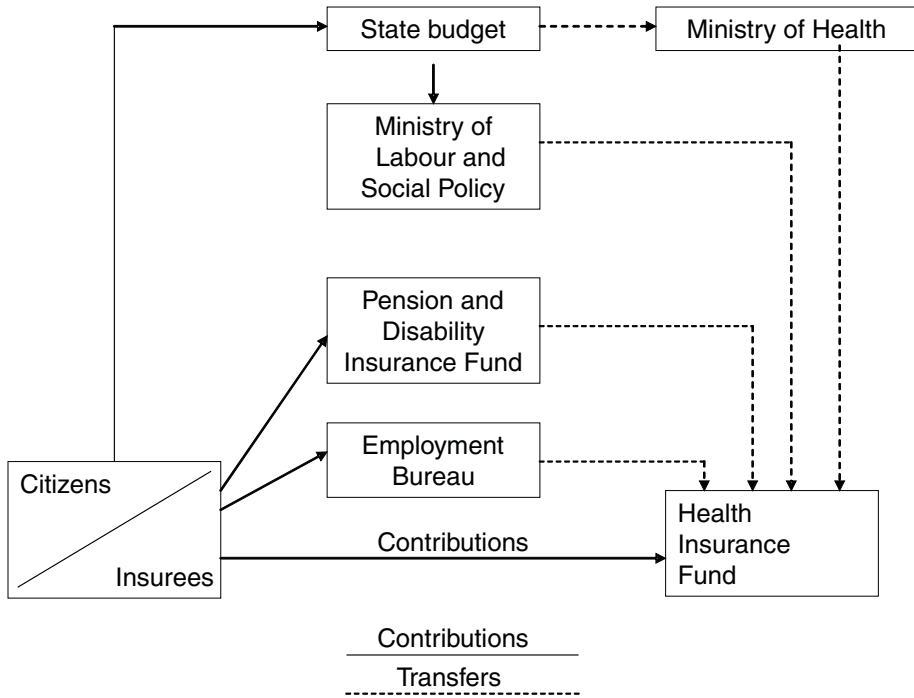 State budget
Ministry of Health
Ministry of
Labour and
Social Policy
Pension and
Disability
Insurance Fund
Employment
Bureau
Citizens
Insurees
Contributions
Health
Insurance
Fund
Contributions
Transfers